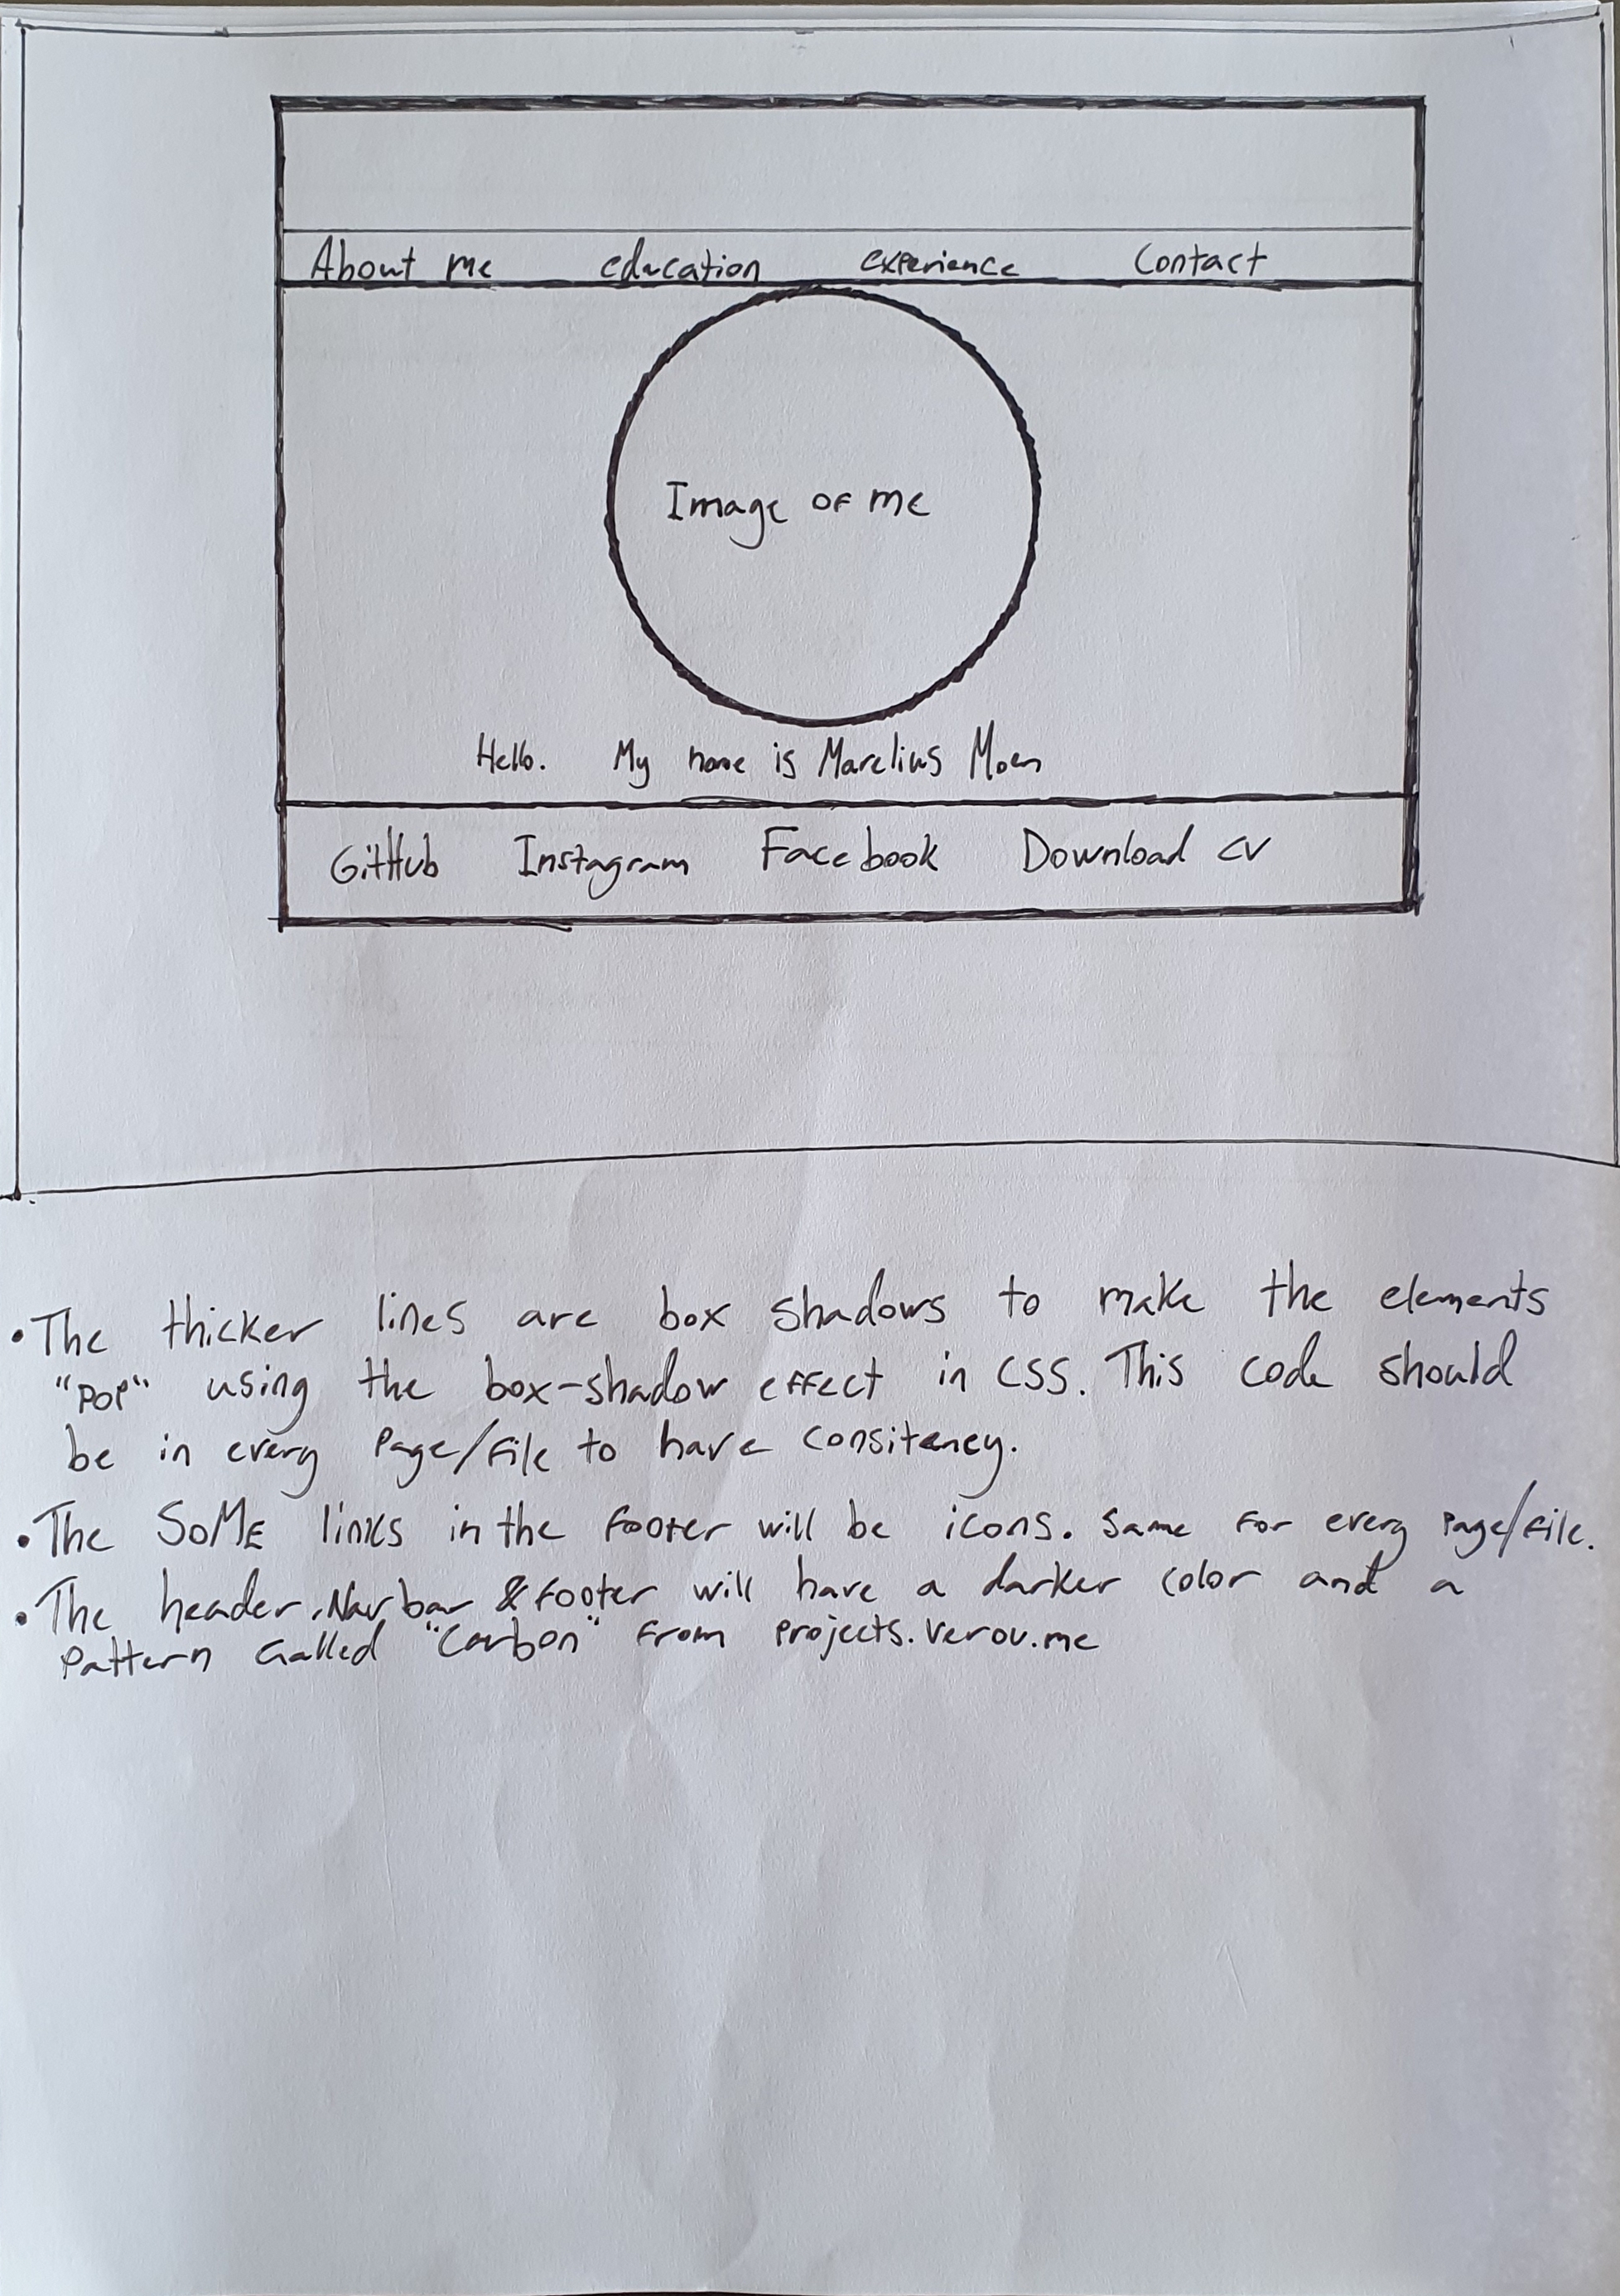 About me education experience Contact
Image of me
Hello. My name is Marelius Moen
GitHub Instagram Facebook Download CV
• The thicker lines are box shadows to make the elements
"POP" using the box-shadow effect in CSS. This code should
be in every Page/file to have consiteney.
• The SoME links in the footer will be icons. Same for every page/file.
• The header, Navbar & footer will have a darker color and a
pattern called "Carbon" from projects.verou.me